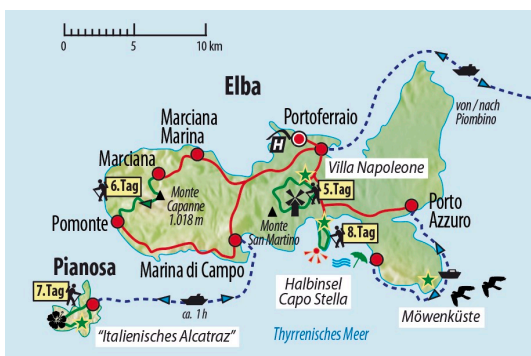 0 5 10 km
Elba
Portoferraio
H
von / nach
Piombino
Marciana
Marina
Villa Napoleone
Marciana
6.Tag
5.Tag
Monte
Capanne
1.018 m
Porto
Azzuro
Pomonte
Monte
San Martino
8.Tag
Marina di Campo
Pianosa
Halbinsel
Capo Stella
7.Tag
Möwenküste
ca. 1 h
"Italienisches Alcatraz"
Thyrrenisches Meer